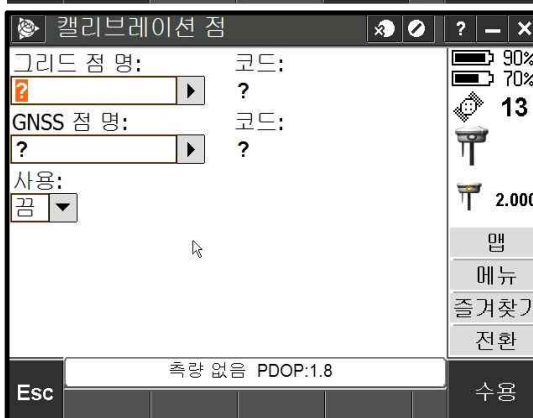 캘리브레이션 점
? – ×
그리드 점 명:
코드:
90%
?
?
70%
13
GNSS 점 명:
코드:
?
?
사용:
끔
2.000
맵
메뉴
즐겨찾기
전환
측량 없음 PDOP:1.8
Esc
수용